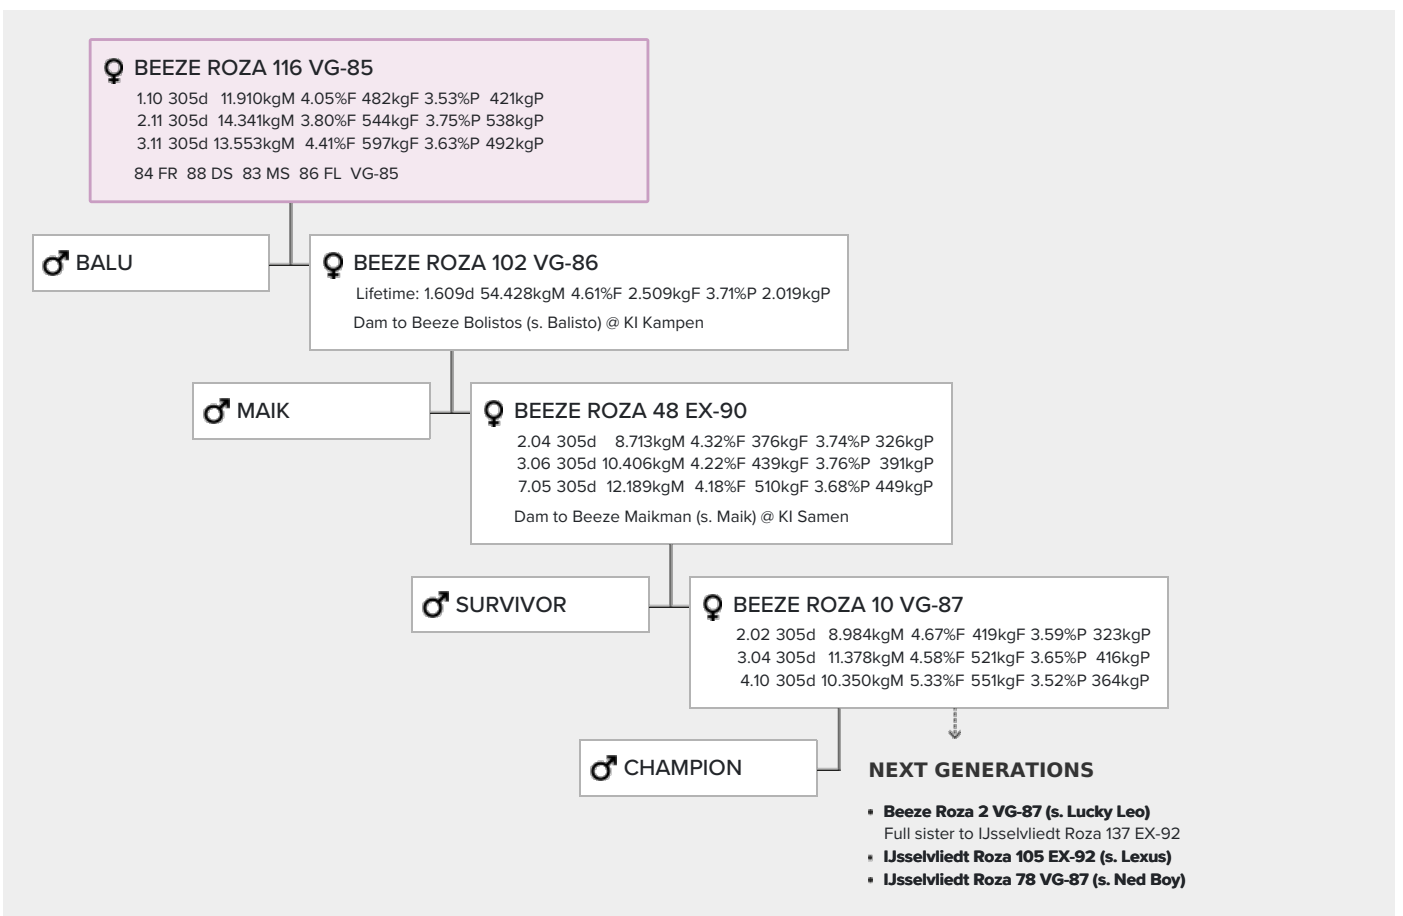 BEEZE ROZA 116 VG-85
1.10 305d 11.910kgM 4.05%F 482kgF 3.53%P 421kgP
2.11 305d 14.341kgM 3.80%F 544kgF 3.75%P 538kgP
3.11 305d 13.553kgM 4.41%F 597kgF 3.63%P 492kgP
84 FR 88 DS 83 MS 86 FL VG-85
BALU
BEEZE ROZA 102 VG-86
Lifetime: 1.609d 54.428kgM 4.61%F 2.509kgF 3.71%P 2.019kgP
Dam to Beeze Bolistos (s. Balisto) @ KI Kampen
MAIK
BEEZE ROZA 48 EX-90
2.04 305d 8.713kgM 4.32%F 376kgF 3.74%P 326kgP
3.06 305d 10.406kgM 4.22%F 439kgF 3.76%P 391kgP
7.05 305d 12.189kgM 4.18%F 510kgF 3.68%P 449kgP
Dam to Beeze Maikman (s. Maik) @ KI Samen
SURVIVOR
BEEZE ROZA 10 VG-87
2.02 305d 8.984kgM 4.67%F 419kgF 3.59%P 323kgP
3.04 305d 11.378kgM 4.58%F 521kgF 3.65%P 416kgP
4.10 305d 10.350kgM 5.33%F 551kgF 3.52%P 364kgP
CHAMPION
NEXT GENERATIONS
• Beeze Roza 2 VG-87 (s. Lucky Leo)
Full sister to IJsselvliedt Roza 137 EX-92
• IJsselvliedt Roza 105 EX-92 (s. Lexus)
• IJsselvliedt Roza 78 VG-87 (s. Ned Boy)